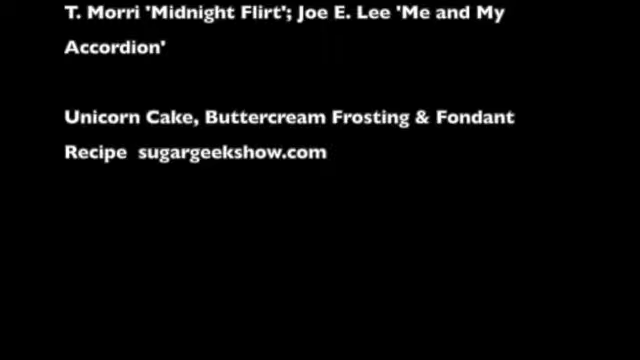 T. Morri 'Midnight Flirt'; Joe E. Lee 'Me and My
Accordion'
Unicorn Cake, Buttercream Frosting & Fondant
Recipe sugargeekshow.com